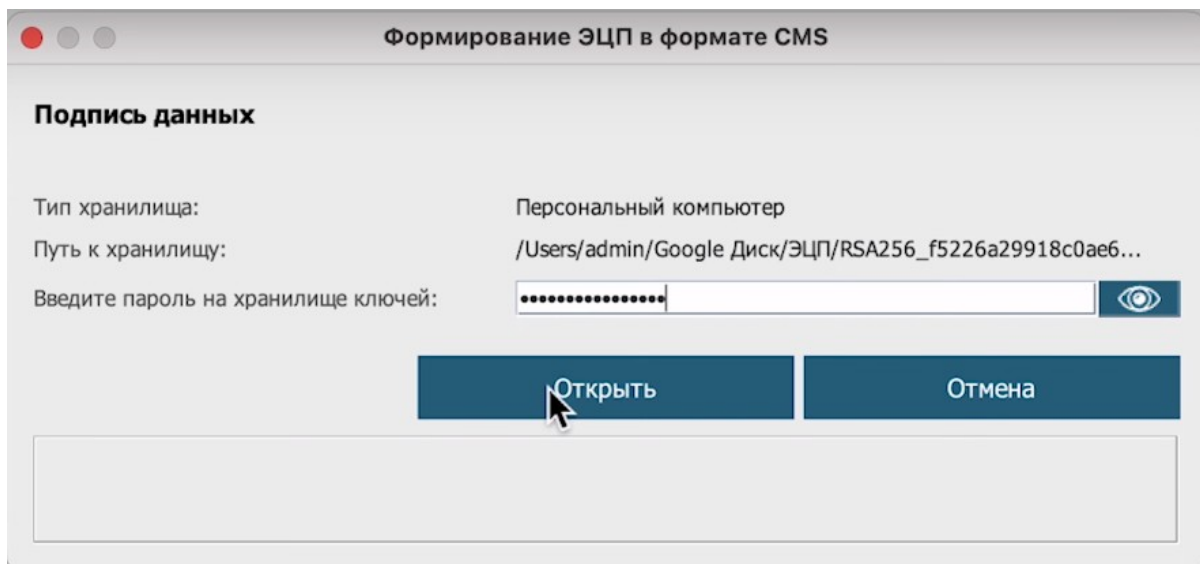 Формирование ЭЦП в формате CMS
Подпись данных
Тип хранилища: Персональный компьютер
Путь к хранилищу: /Users/admin/Google Диск/ЭЦП/RSA256_f5226a29918c0ae6...
Введите пароль на хранилище ключей: ••••••••••••••••
Открыть Отмена